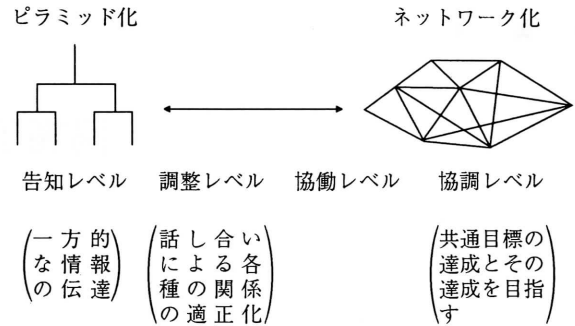 ピラミッド化
ネットワーク化
告知レベル
調整レベル
協働レベル
協調レベル
(一方的
な情報
の伝達)
(話し合い
による各
種の関係
の適正化)
(共通目標の
達成とその
達成を目指
す)